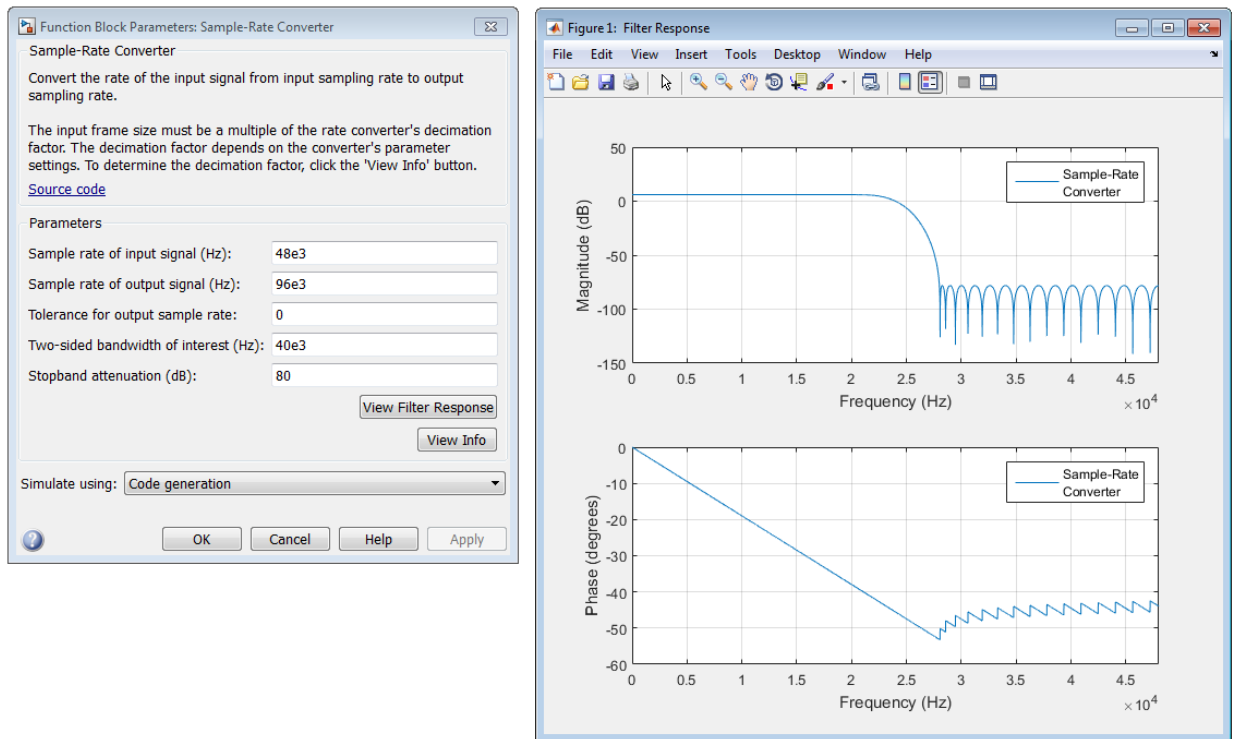 Function Block Parameters: Sample-Rate Converter
Sample-Rate Converter
Convert the rate of the input signal from input sampling rate to output
sampling rate.
The input frame size must be a multiple of the rate converter's decimation
factor. The decimation factor depends on the converter's parameter
settings. To determine the decimation factor, click the 'View Info' button.
Source code
Parameters
Sample rate of input signal (Hz): 48e3
Sample rate of output signal (Hz): 96e3
Tolerance for output sample rate: 0
Two-sided bandwidth of interest (Hz): 40e3
Stopband attenuation (dB): 80
View Filter Response
View Info
Simulate using: Code generation
OK Cancel Help Apply
Figure 1: Filter Response
File Edit View Insert Tools Desktop Window Help
50
0
-50
-100
-150
Magnitude (dB)
Sample-Rate
Converter
0 0.5 1 1.5 2 2.5 3 3.5 4 4.5
Frequency (Hz)
×10^4
0
-10
-20
-30
-40
-50
-60
Phase (degrees)
Sample-Rate
Converter
0 0.5 1 1.5 2 2.5 3 3.5 4 4.5
Frequency (Hz)
×10^4